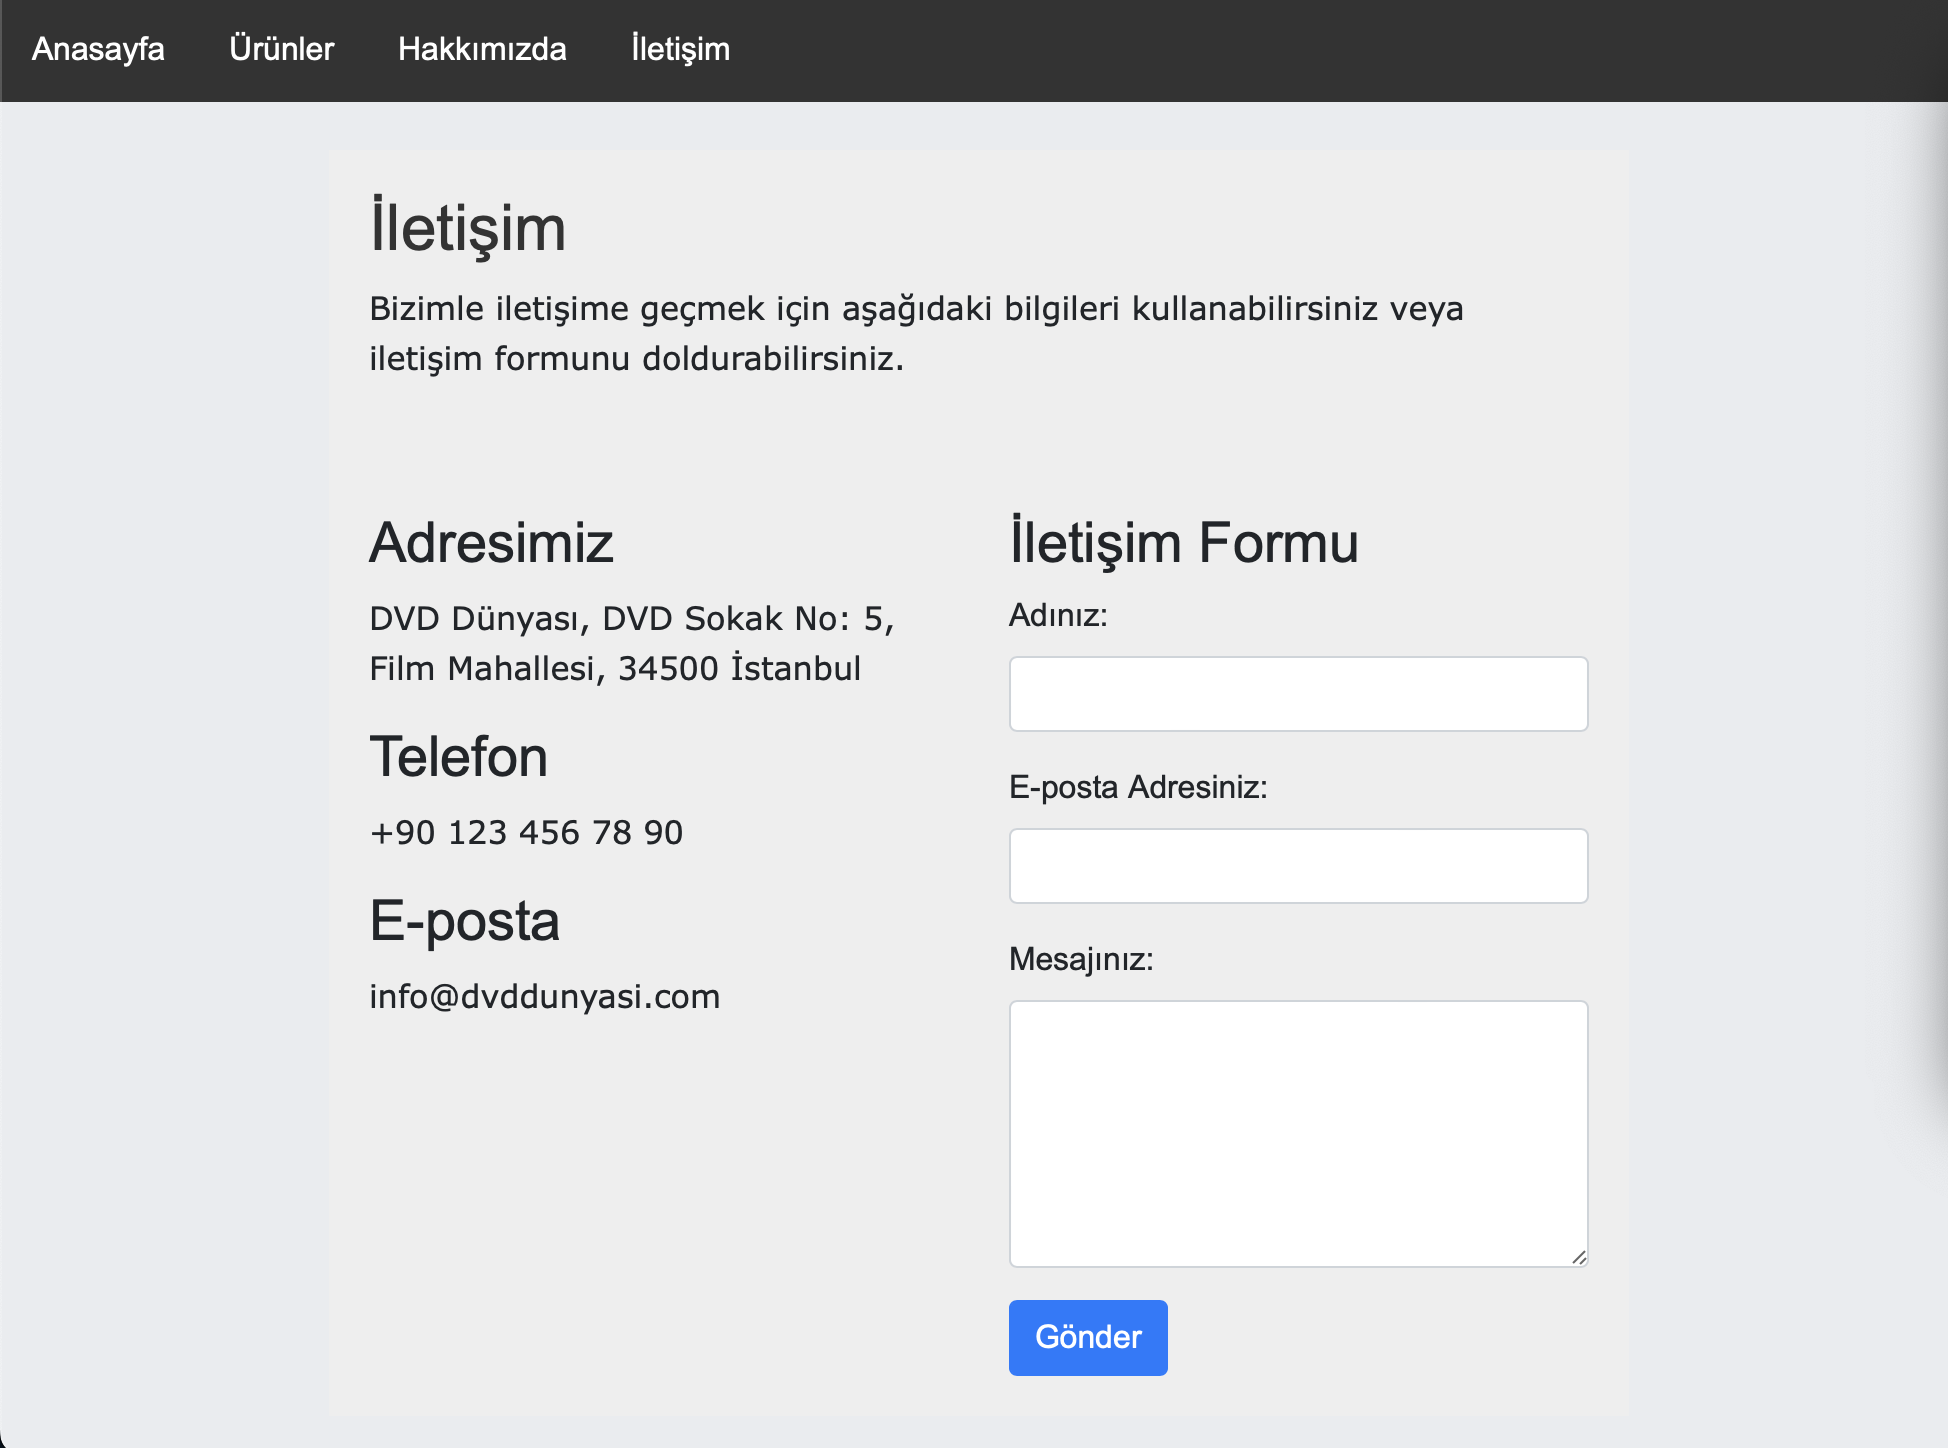 Anasayfa Ürünler Hakkımızda İletişim
İletişim
Bizimle iletişime geçmek için aşağıdaki bilgileri kullanabilirsiniz veya
iletişim formunu doldurabilirsiniz.
Adresimiz
DVD Dünyası, DVD Sokak No: 5,
Film Mahallesi, 34500 İstanbul
Telefon
+90 123 456 78 90
E-posta
info@dvddunyasi.com
İletişim Formu
Adınız:
E-posta Adresiniz:
Mesajınız:
Gönder